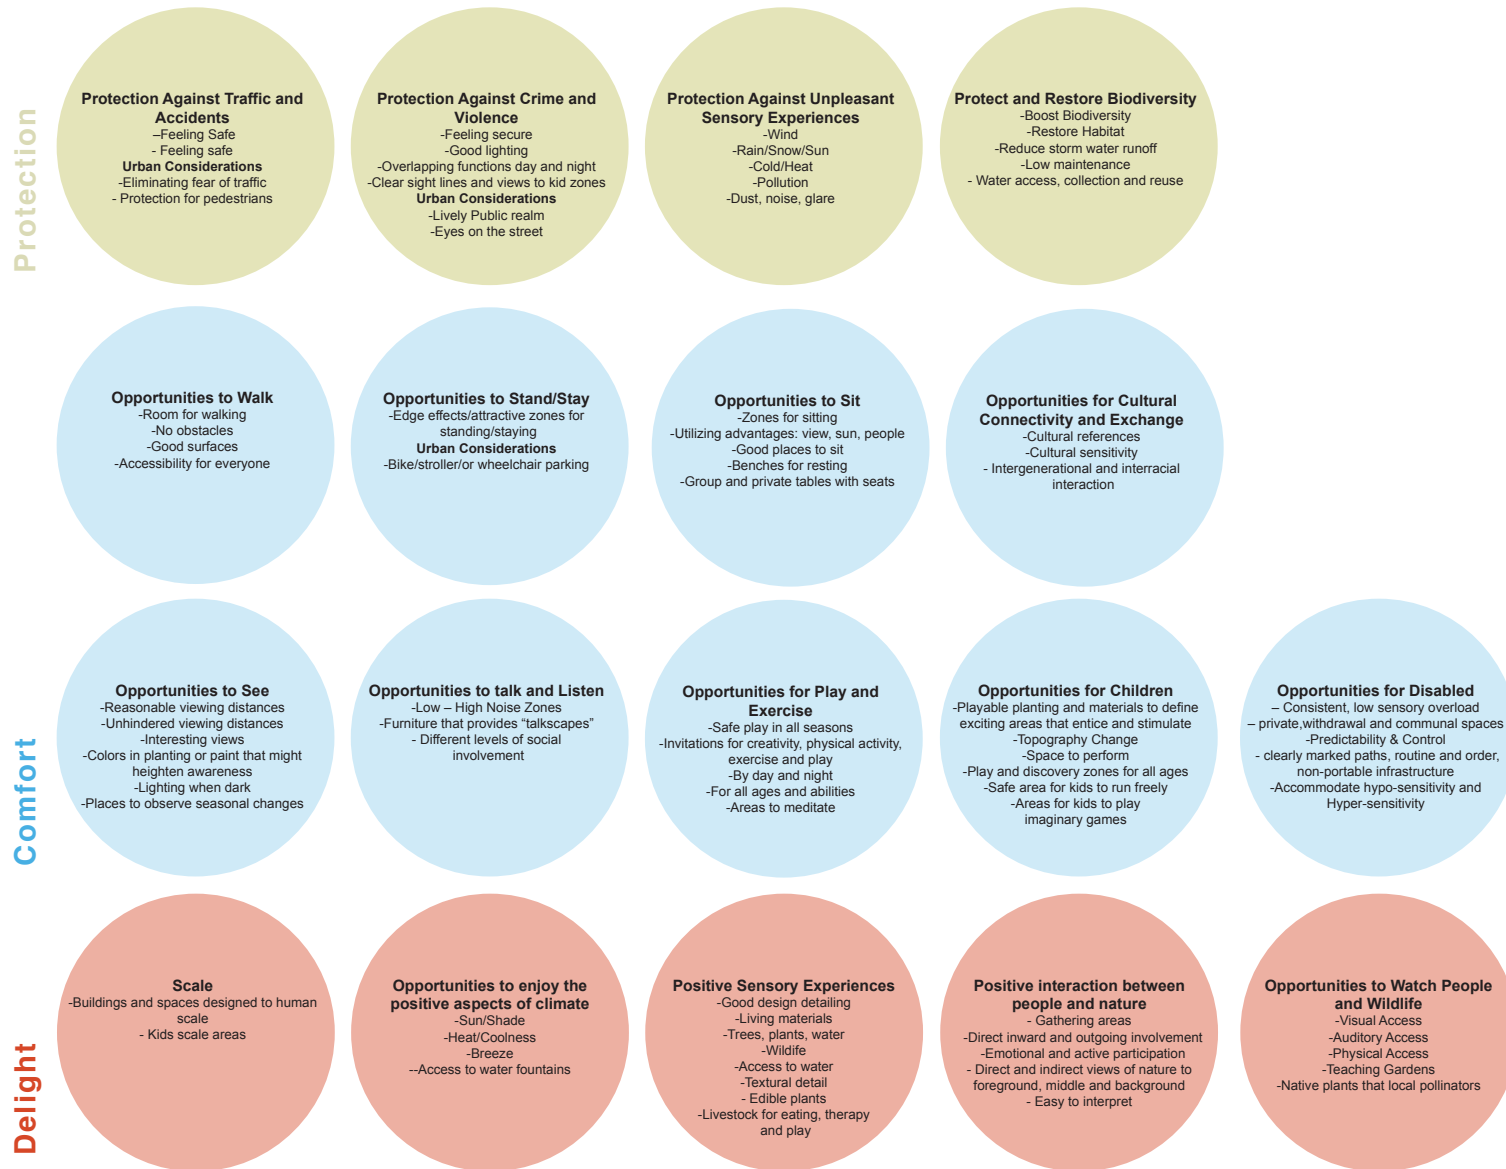 Protection
Protection Against Traffic and
Accidents
–Feeling Safe
- Feeling safe
Urban Considerations
-Eliminating fear of traffic
- Protection for pedestrians
Protection Against Crime and
Violence
-Feeling secure
-Good lighting
-Overlapping functions day and night
-Clear sight lines and views to kid zones
Urban Considerations
-Lively Public realm
-Eyes on the street
Protection Against Unpleasant
Sensory Experiences
-Wind
-Rain/Snow/Sun
-Cold/Heat
-Pollution
-Dust, noise, glare
Protect and Restore Biodiversity
-Boost Biodiversity
-Restore Habitat
-Reduce storm water runoff
-Low maintenance
- Water access, collection and reuse
Comfort
Opportunities to Walk
-Room for walking
-No obstacles
-Good surfaces
-Accessibility for everyone
Opportunities to Stand/Stay
-Edge effects/attractive zones for
standing/staying
Urban Considerations
-Bike/stroller/or wheelchair parking
Opportunities to Sit
-Zones for sitting
-Utilizing advantages: view, sun, people
-Good places to sit
-Benches for resting
-Group and private tables with seats
Opportunities for Cultural
Connectivity and Exchange
-Cultural references
-Cultural sensitivity
- Intergenerational and interracial
interaction
Opportunities to See
-Reasonable viewing distances
-Unhindered viewing distances
-Interesting views
-Colors in planting or paint that might
heighten awareness
-Lighting when dark
-Places to observe seasonal changes
Opportunities to talk and Listen
-Low – High Noise Zones
-Furniture that provides “talkscapes”
- Different levels of social
involvement
Opportunities for Play and
Exercise
-Safe play in all seasons
-Invitations for creativity, physical activity,
exercise and play
-By day and night
-For all ages and abilities
-Areas to meditate
Opportunities for Children
-Playable planting and materials to define
exciting areas that entice and stimulate
-Topography Change
-Space to perform
-Play and discovery zones for all ages
-Safe area for kids to run freely
-Areas for kids to play
imaginary games
Opportunities for Disabled
– Consistent, low sensory overload
– private,withdrawal and communal spaces
-Predictability & Control
- clearly marked paths, routine and order,
non-portable infrastructure
-Accommodate hypo-sensitivity and
Hyper-sensitivity
Delight
Scale
-Buildings and spaces designed to human
scale
- Kids scale areas
Opportunities to enjoy the
positive aspects of climate
-Sun/Shade
-Heat/Coolness
-Breeze
--Access to water fountains
Positive Sensory Experiences
-Good design detailing
-Living materials
-Trees, plants, water
-Wildlife
-Access to water
-Textural detail
- Edible plants
-Livestock for eating, therapy
and play
Positive interaction between
people and nature
- Gathering areas
-Direct inward and outgoing involvement
-Emotional and active participation
- Direct and indirect views of nature to
foreground, middle and background
- Easy to interpret
Opportunities to Watch People
and Wildlife
-Visual Access
-Auditory Access
-Physical Access
-Teaching Gardens
-Native plants that local pollinators